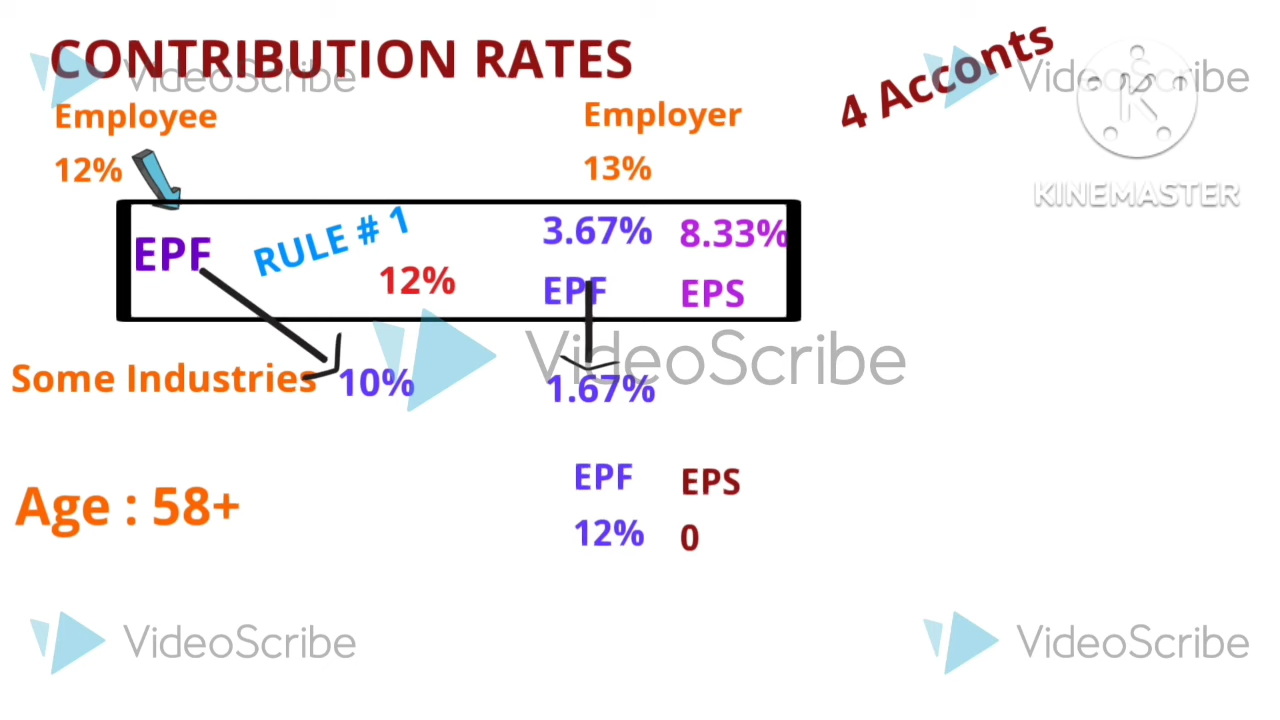 CONTRIBUTION RATES
4 Acconts
VideoScribe
VideoScribe
Employee
Employer
12%
13%
KINEMASTER
EPF
RULE # 1
12%
3.67%
8.33%
EPF
EPS
VideoScribe
Some Industries
10%
1.67%
EPF
EPS
Age : 58+
12%
0
VideoScribe
VideoScribe